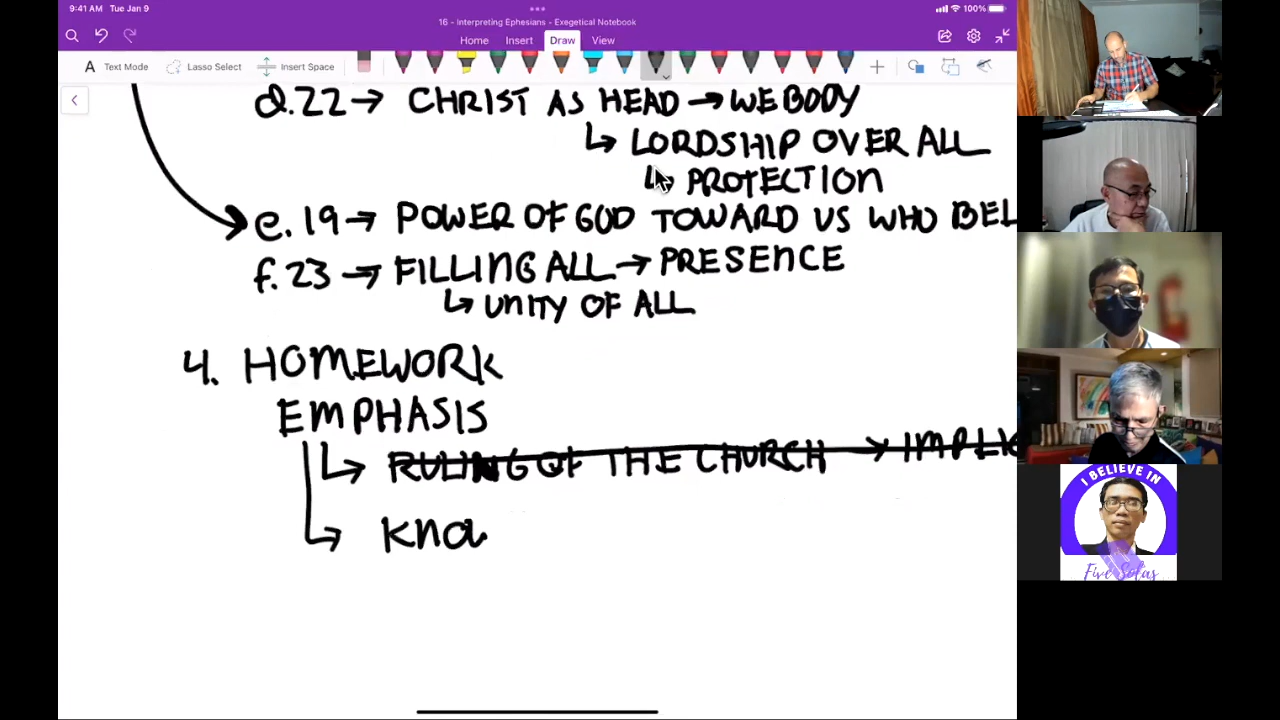 9:41 AM Tue Jan 9
100%
16 - Interpreting Ephesians - Exegetical Notebook
Home Insert Draw View
A Text Mode Lasso Select Insert Space
d. 22 → CHRIST AS HEAD → WE BODY
↳ LORDSHIP OVER ALL
↳ PROTECTION
e. 19 → POWER OF GOD TOWARD US WHO BEL
f. 23 → FILLING ALL → PRESENCE
↳ UNITY OF ALL
4. HOMEWORK
EMPHASIS
↳ RULING OF THE CHURCH → IMPLI
↳ KNO
I BELIEVE IN
Five Solas